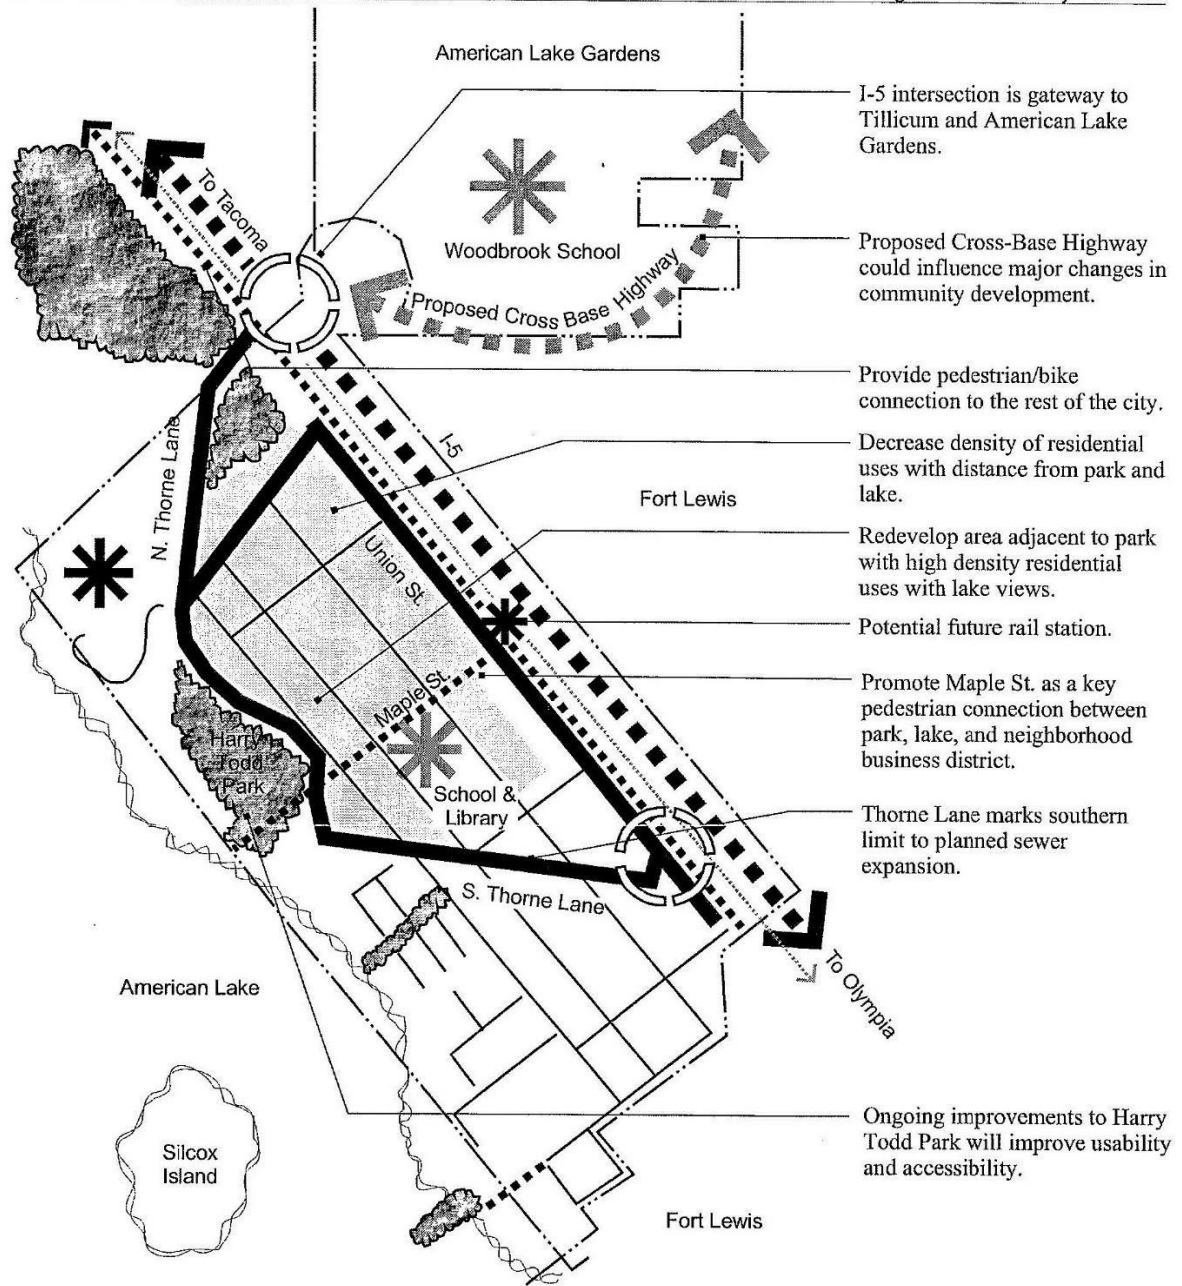 American Lake Gardens
I-5 intersection is gateway to
Tillicum and American Lake
Gardens.
To Tacoma
Woodbrook School
Proposed Cross Base Highway
Proposed Cross-Base Highway
could influence major changes in
community development.
Provide pedestrian/bike
connection to the rest of the city.
N. Thorne Lane
I-5
Decrease density of residential
uses with distance from park and
lake.
Fort Lewis
Union St.
Redevelop area adjacent to park
with high density residential
uses with lake views.
Potential future rail station.
Maple St.
Promote Maple St. as a key
pedestrian connection between
park, lake, and neighborhood
business district.
Harry
Todd
Park
School &
Library
Thorne Lane marks southern
limit to planned sewer
expansion.
S. Thorne Lane
American Lake
To Olympia
Silcox
Island
Ongoing improvements to Harry
Todd Park will improve usability
and accessibility.
Fort Lewis